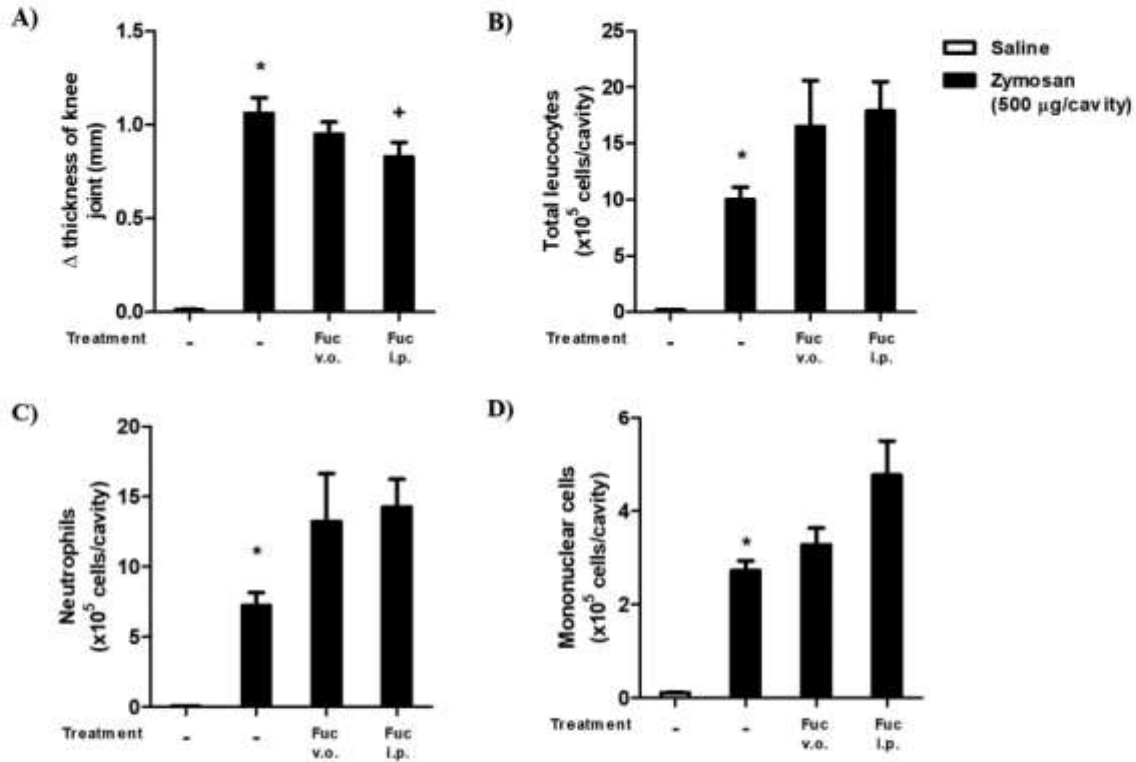 A)
Δ thickness of knee
joint (mm)
1.5
1.0
0.5
0.0
*
+
Treatment
-
-
Fuc
v.o.
Fuc
i.p.
B)
Total leucocytes
(x10⁵ cells/cavity)
25
20
15
10
5
0
*
Treatment
-
-
Fuc
v.o.
Fuc
i.p.
Saline
Zymosan
(500 µg/cavity)
C)
Neutrophils
(x10⁵ cells/cavity)
20
15
10
5
0
*
Treatment
-
-
Fuc
v.o.
Fuc
i.p.
D)
Mononuclear cells
(x10⁵ cells/cavity)
6
4
2
0
*
Treatment
-
-
Fuc
v.o.
Fuc
i.p.